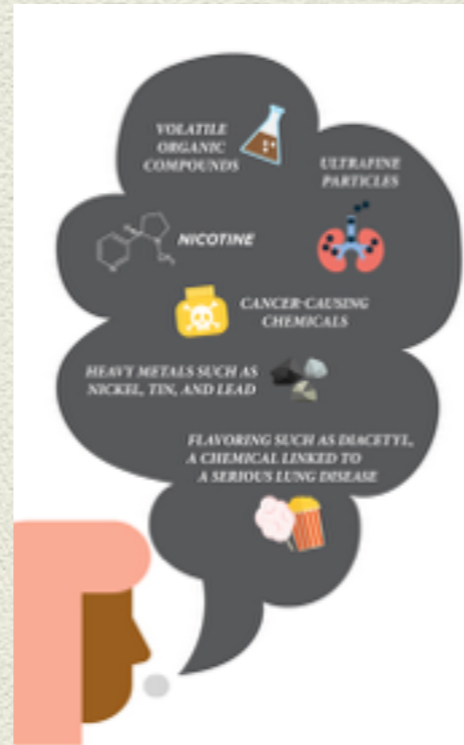 VOLATILE
ORGANIC
COMPOUNDS
ULTRAFINE
PARTICLES
NICOTINE
CANCER-CAUSING
CHEMICALS
HEAVY METALS SUCH AS
NICKEL, TIN, AND LEAD
FLAVORING SUCH AS DIACETYL,
A CHEMICAL LINKED TO
A SERIOUS LUNG DISEASE